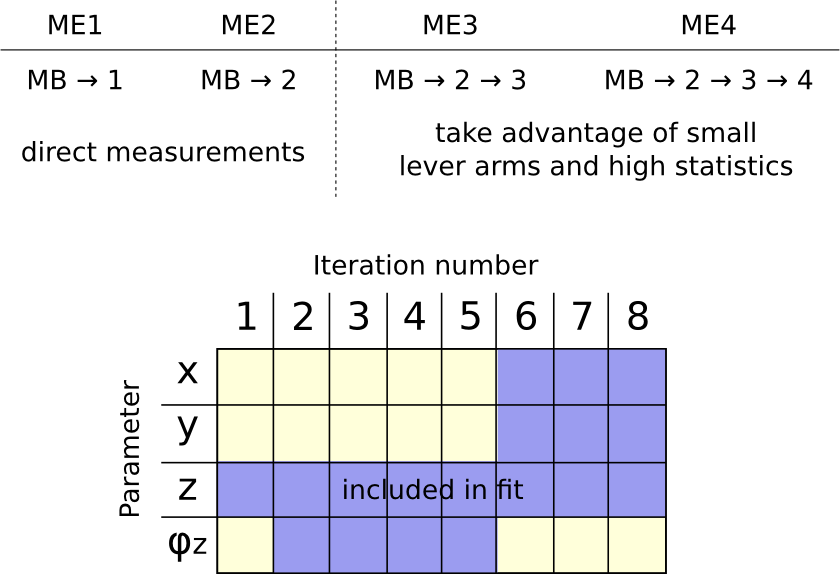 ME1 ME2 ME3 ME4
MB → 1 MB → 2 MB → 2 → 3 MB → 2 → 3 → 4
direct measurements
take advantage of small
lever arms and high statistics
Iteration number
1 2 3 4 5 6 7 8
Parameter
x
y
z included in fit
φz